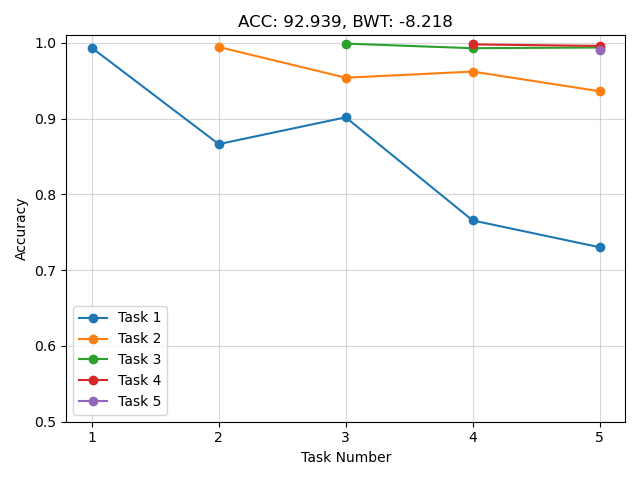 ACC: 92.939, BWT: -8.218
1.0
0.9
0.8
0.7
0.6
0.5
Accuracy
Task 1
Task 2
Task 3
Task 4
Task 5
1 2 3 4 5
Task Number